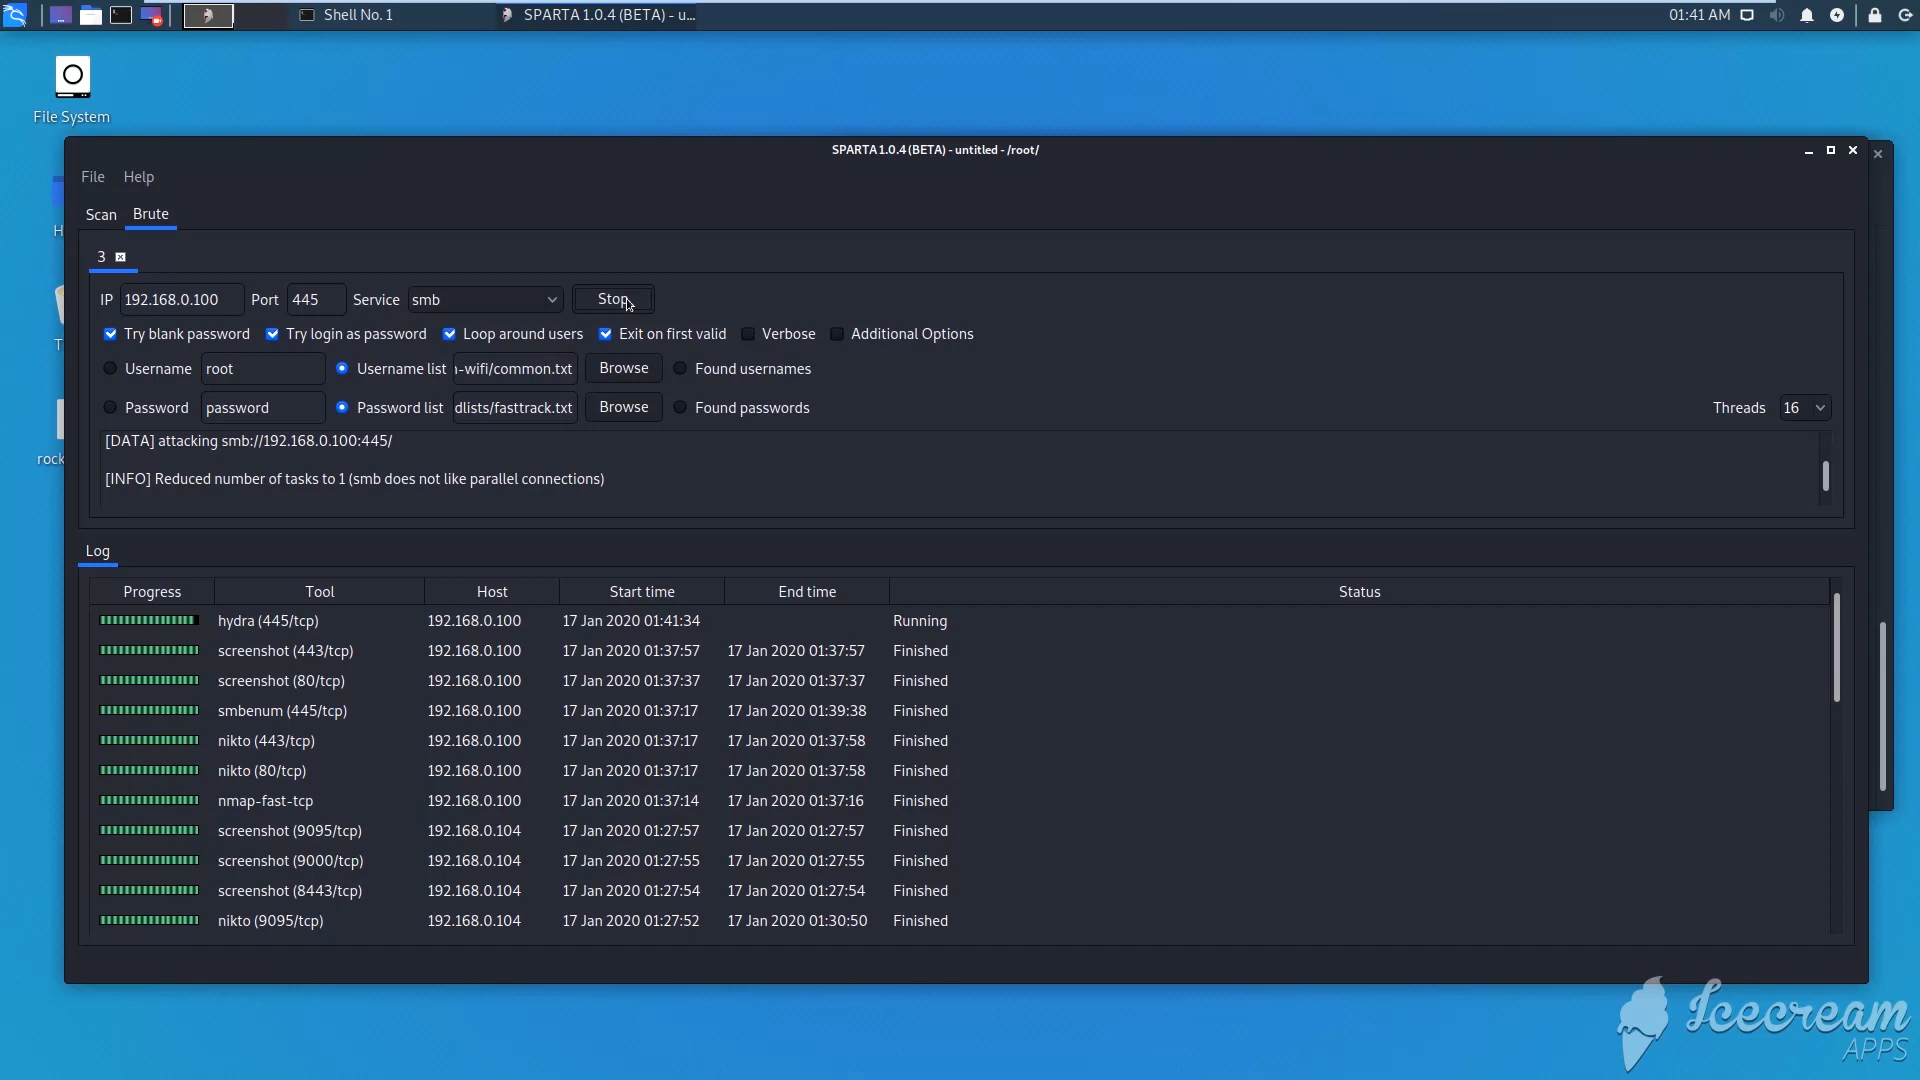 Shell No. 1
SPARTA 1.0.4 (BETA) - u...
01:41 AM
File System
SPARTA 1.0.4 (BETA) - untitled - /root/
File Help
Scan Brute
H
3
IP 192.168.0.100 Port 445 Service smb Stop
Try blank password Try login as password Loop around users Exit on first valid Verbose Additional Options
T
Username root Username list n-wifi/common.txt Browse Found usernames
Password password Password list dlists/fasttrack.txt Browse Found passwords Threads 16
[DATA] attacking smb://192.168.0.100:445/
rock
[INFO] Reduced number of tasks to 1 (smb does not like parallel connections)
Log
Progress Tool Host Start time End time Status
hydra (445/tcp) 192.168.0.100 17 Jan 2020 01:41:34 Running
screenshot (443/tcp) 192.168.0.100 17 Jan 2020 01:37:57 17 Jan 2020 01:37:57 Finished
screenshot (80/tcp) 192.168.0.100 17 Jan 2020 01:37:37 17 Jan 2020 01:37:37 Finished
smbenum (445/tcp) 192.168.0.100 17 Jan 2020 01:37:17 17 Jan 2020 01:39:38 Finished
nikto (443/tcp) 192.168.0.100 17 Jan 2020 01:37:17 17 Jan 2020 01:37:58 Finished
nikto (80/tcp) 192.168.0.100 17 Jan 2020 01:37:17 17 Jan 2020 01:37:58 Finished
nmap-fast-tcp 192.168.0.100 17 Jan 2020 01:37:14 17 Jan 2020 01:37:16 Finished
screenshot (9095/tcp) 192.168.0.104 17 Jan 2020 01:27:57 17 Jan 2020 01:27:57 Finished
screenshot (9000/tcp) 192.168.0.104 17 Jan 2020 01:27:55 17 Jan 2020 01:27:55 Finished
screenshot (8443/tcp) 192.168.0.104 17 Jan 2020 01:27:54 17 Jan 2020 01:27:54 Finished
nikto (9095/tcp) 192.168.0.104 17 Jan 2020 01:27:52 17 Jan 2020 01:30:50 Finished
Icecream
APPS